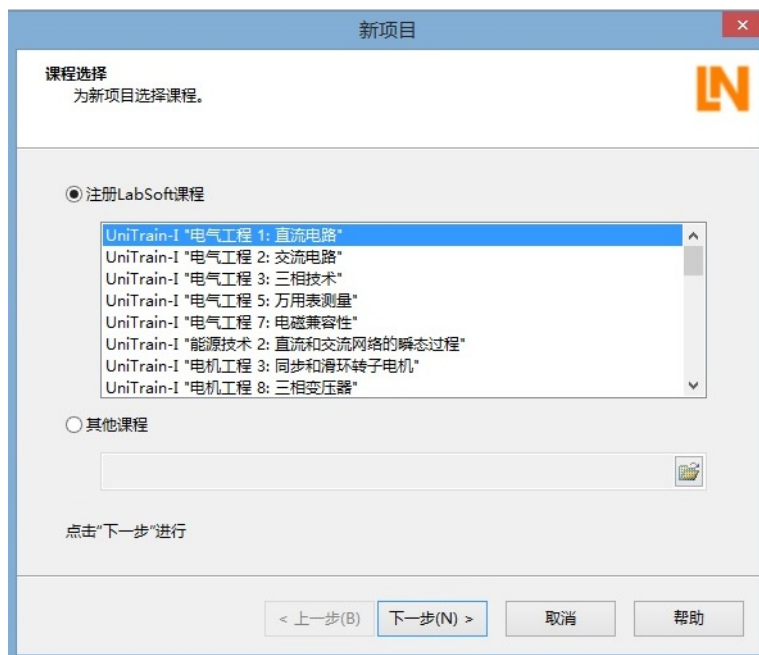 新项目
课程选择
为新项目选择课程。
LN
注册LabSoft课程
UniTrain-I "电气工程 1: 直流电路"
UniTrain-I "电气工程 2: 交流电路"
UniTrain-I "电气工程 3: 三相技术"
UniTrain-I "电气工程 5: 万用表测量"
UniTrain-I "电气工程 7: 电磁兼容性"
UniTrain-I "能源技术 2: 直流和交流网络的瞬态过程"
UniTrain-I "电机工程 3: 同步和滑环转子电机"
UniTrain-I "电机工程 8: 三相变压器"
其他课程
点击"下一步"进行
< 上一步(B) 下一步(N) > 取消 帮助